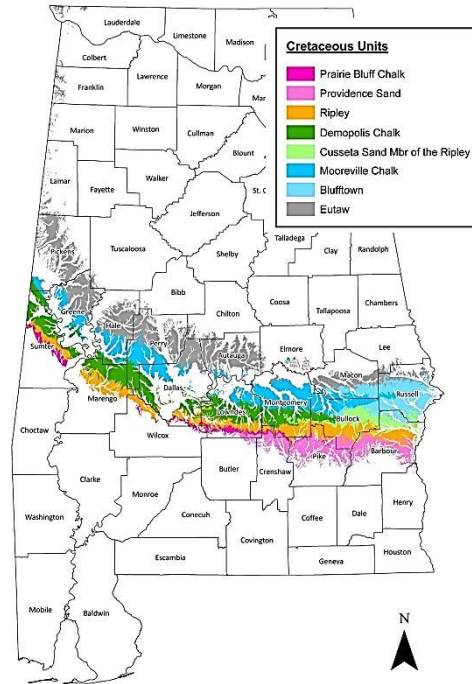 Lauderdale
Limestone
Madison
Colbert
Cretaceous Units
Prairie Bluff Chalk
Providence Sand
Ripley
Demopolis Chalk
Cusseta Sand Mbr of the Ripley
Mooreville Chalk
Blufftown
Eutaw
Franklin
Lawrence
Morgan
Mar
Marion
Winston
Cullman
Blount
Lamar
Fayette
Walker
St. C
Jefferson
Talladega
Clay
Randolph
Pickens
Tuscaloosa
Shelby
Bibb
Coosa
Tallapoosa
Chambers
Greene
Hale
Perry
Chilton
Autauga
Elmore
Lee
Sumter
Macon
Russell
Marengo
Dallas
Lowndes
Montgomery
Bullock
Choctaw
Wilcox
Butler
Crenshaw
Pike
Barbour
Clarke
Monroe
Conecuh
Coffee
Dale
Henry
Washington
Covington
Escambia
Geneva
Houston
Mobile
Baldwin
N